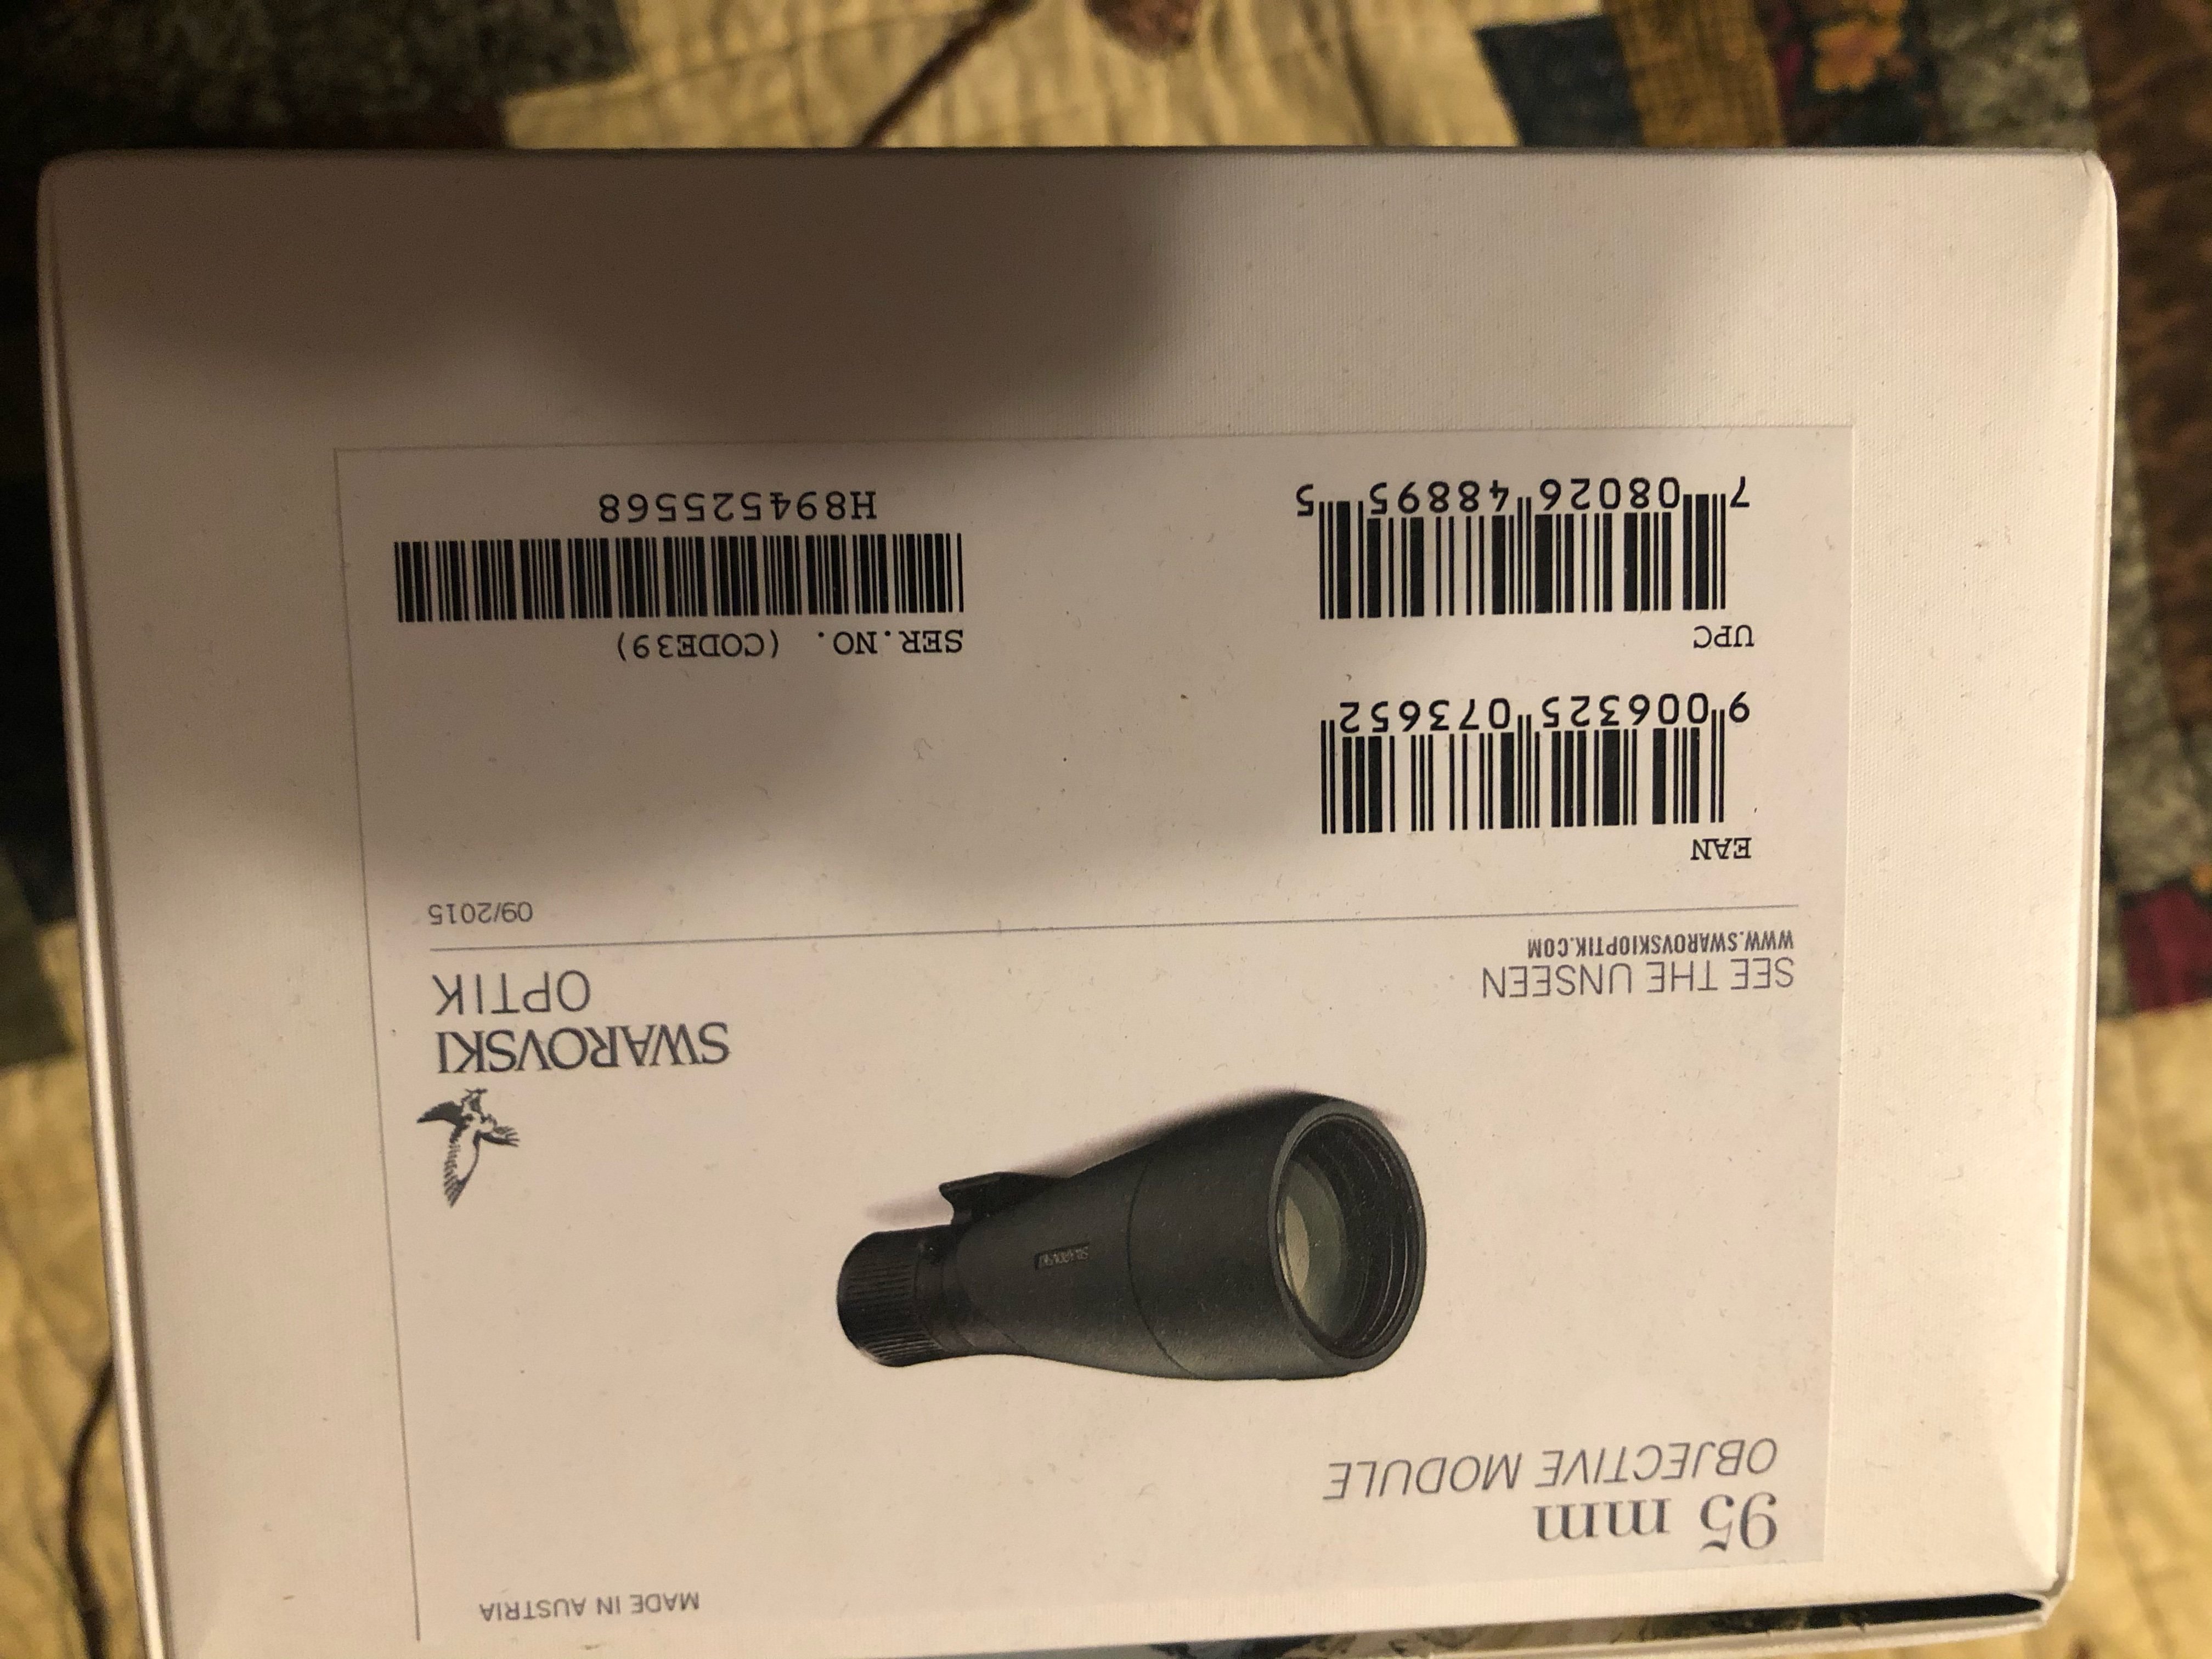 MADE IN AUSTRIA
95 mm
OBJECTIVE MODULE
SWAROVSKI
SWAROVSKI
OPTIK
SEE THE UNSEEN
WWW.SWAROVSKIOPTIK.COM
09/2015
EAN
9 006325 073652
UPC
7 08026 48895 5
SER.NO. (CODE39)
H894525568